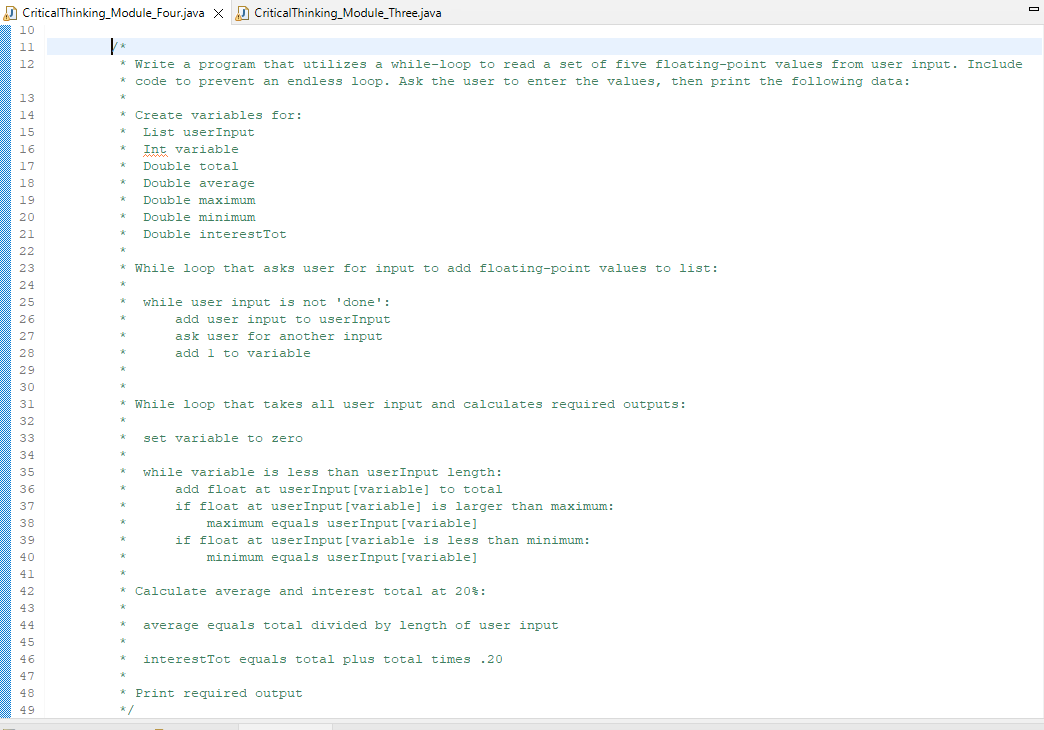 CriticalThinking_Module_Four.java CriticalThinking_Module_Three.java
10
11 /*
12 * Write a program that utilizes a while-loop to read a set of five floating-point values from user input. Include
* code to prevent an endless loop. Ask the user to enter the values, then print the following data:
13 *
14 * Create variables for:
15 * List userInput
16 * Int variable
17 * Double total
18 * Double average
19 * Double maximum
20 * Double minimum
21 * Double interestTot
22 *
23 * While loop that asks user for input to add floating-point values to list:
24 *
25 * while user input is not 'done':
26 * add user input to userInput
27 * ask user for another input
28 * add 1 to variable
29 *
30 *
31 * While loop that takes all user input and calculates required outputs:
32 *
33 * set variable to zero
34 *
35 * while variable is less than userInput length:
36 * add float at userInput[variable] to total
37 * if float at userInput[variable] is larger than maximum:
38 * maximum equals userInput[variable]
39 * if float at userInput[variable is less than minimum:
40 * minimum equals userInput[variable]
41 *
42 * Calculate average and interest total at 20%:
43 *
44 * average equals total divided by length of user input
45 *
46 * interestTot equals total plus total times .20
47 *
48 * Print required output
49 */